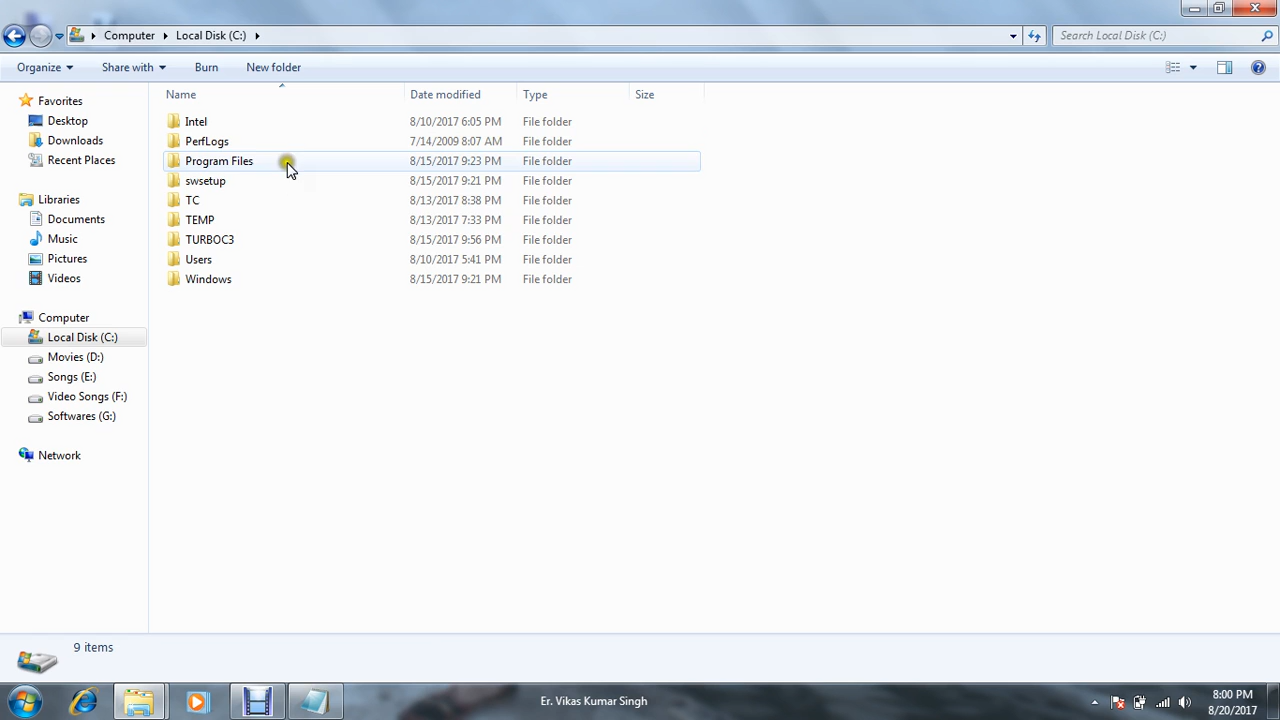 Computer Local Disk (C:)
Search Local Disk (C:)
Organize Share with Burn New folder
Name Date modified Type Size
Intel 8/10/2017 6:05 PM File folder
PerfLogs 7/14/2009 8:07 AM File folder
Program Files 8/15/2017 9:23 PM File folder
swsetup 8/15/2017 9:21 PM File folder
TC 8/13/2017 8:38 PM File folder
TEMP 8/13/2017 7:33 PM File folder
TURBOC3 8/15/2017 9:56 PM File folder
Users 8/10/2017 5:41 PM File folder
Windows 8/15/2017 9:21 PM File folder
Favorites
Desktop
Downloads
Recent Places
Libraries
Documents
Music
Pictures
Videos
Computer
Local Disk (C:)
Movies (D:)
Songs (E:)
Video Songs (F:)
Softwares (G:)
Network
9 items
Er. Vikas Kumar Singh
8:00 PM
8/20/2017